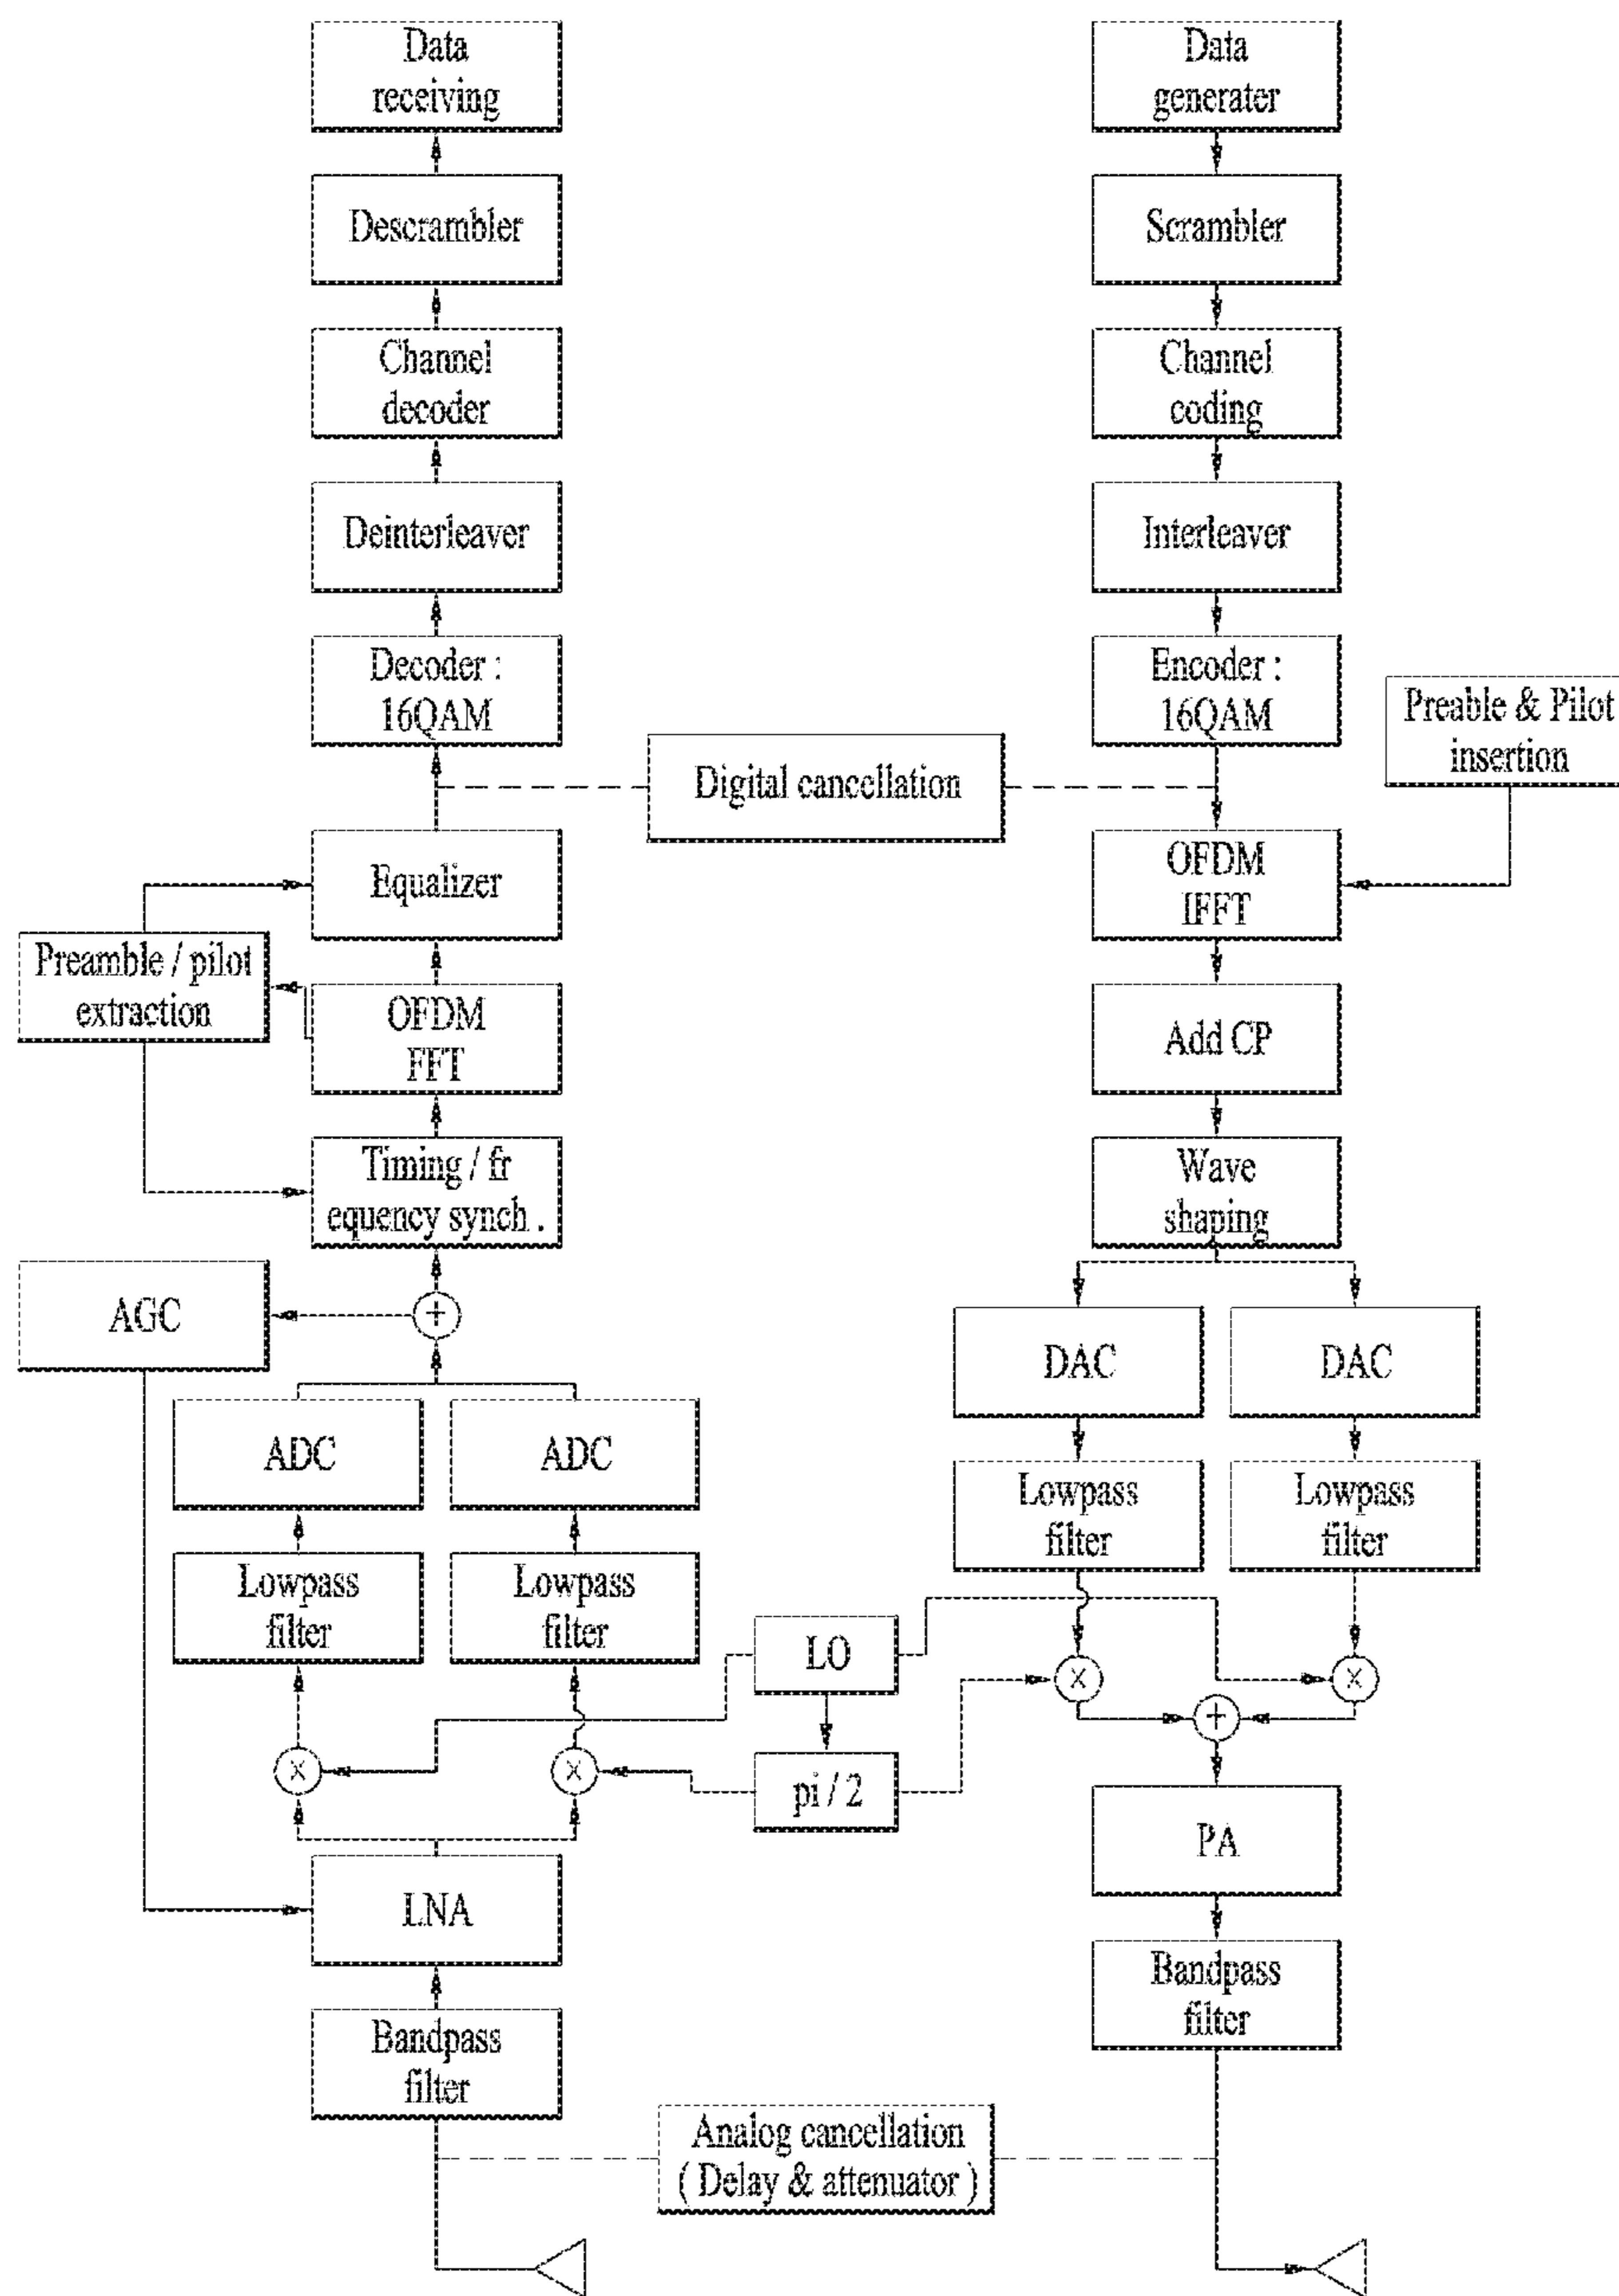 Data
receiving
Descrambler
Channel
decoder
Deinterleaver
Decoder :
16QAM
Equalizer
Preamble / pilot
extraction
OFDM
FFT
Timing / fr
equency synch .
AGC
+
ADC
ADC
Lowpass
filter
Lowpass
filter
X
X
LNA
Bandpass
filter
Digital cancellation
LO
pi / 2
Analog cancellation
( Delay & attenuator )
Data
generater
Scrambler
Channel
coding
Interleaver
Encoder :
16QAM
Preable & Pilot
insertion
OFDM
IFFT
Add CP
Wave
shaping
DAC
DAC
Lowpass
filter
Lowpass
filter
X
X
+
PA
Bandpass
filter